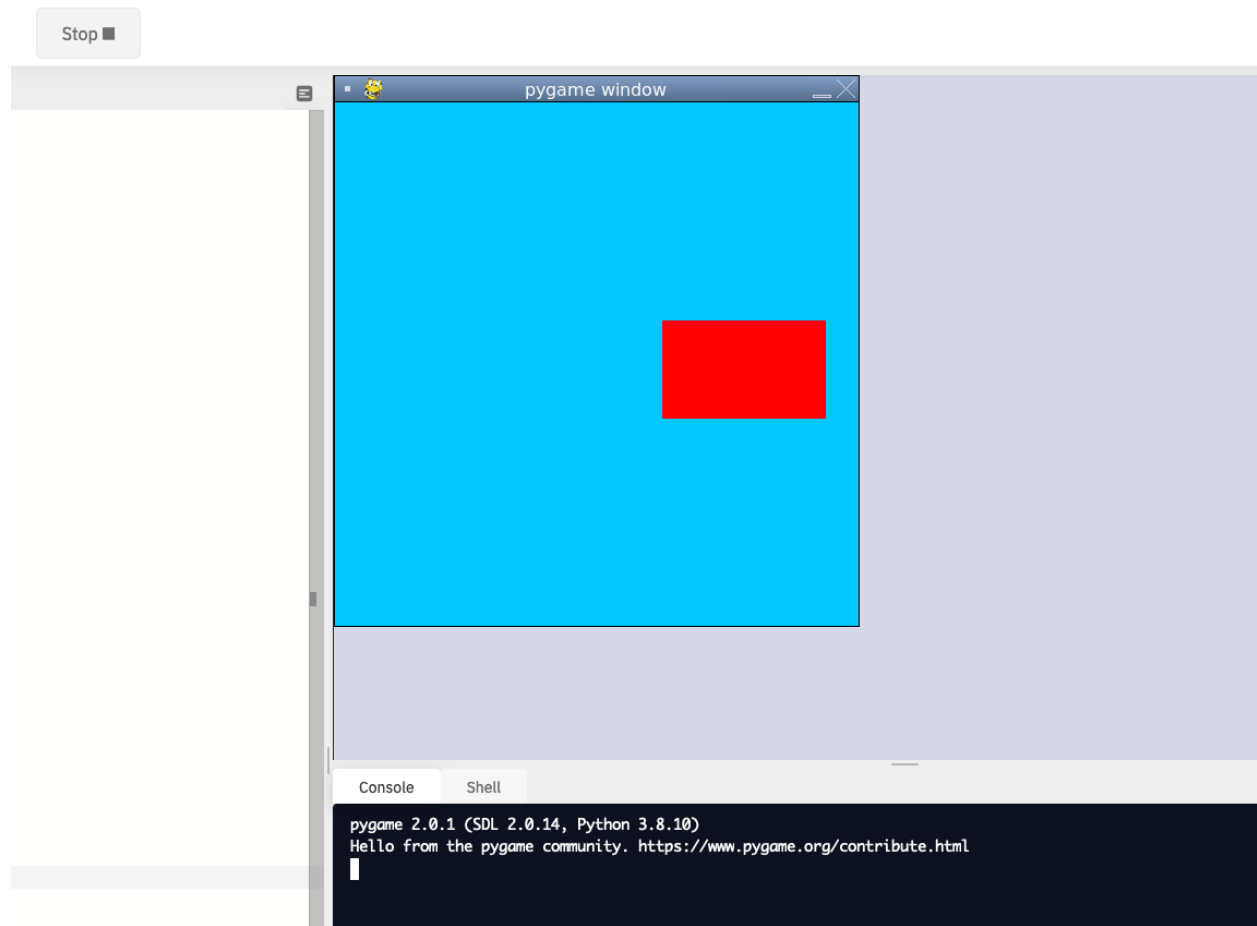 Stop
pygame window
Console
Shell
pygame 2.0.1 (SDL 2.0.14, Python 3.8.10)
Hello from the pygame community. https://www.pygame.org/contribute.html